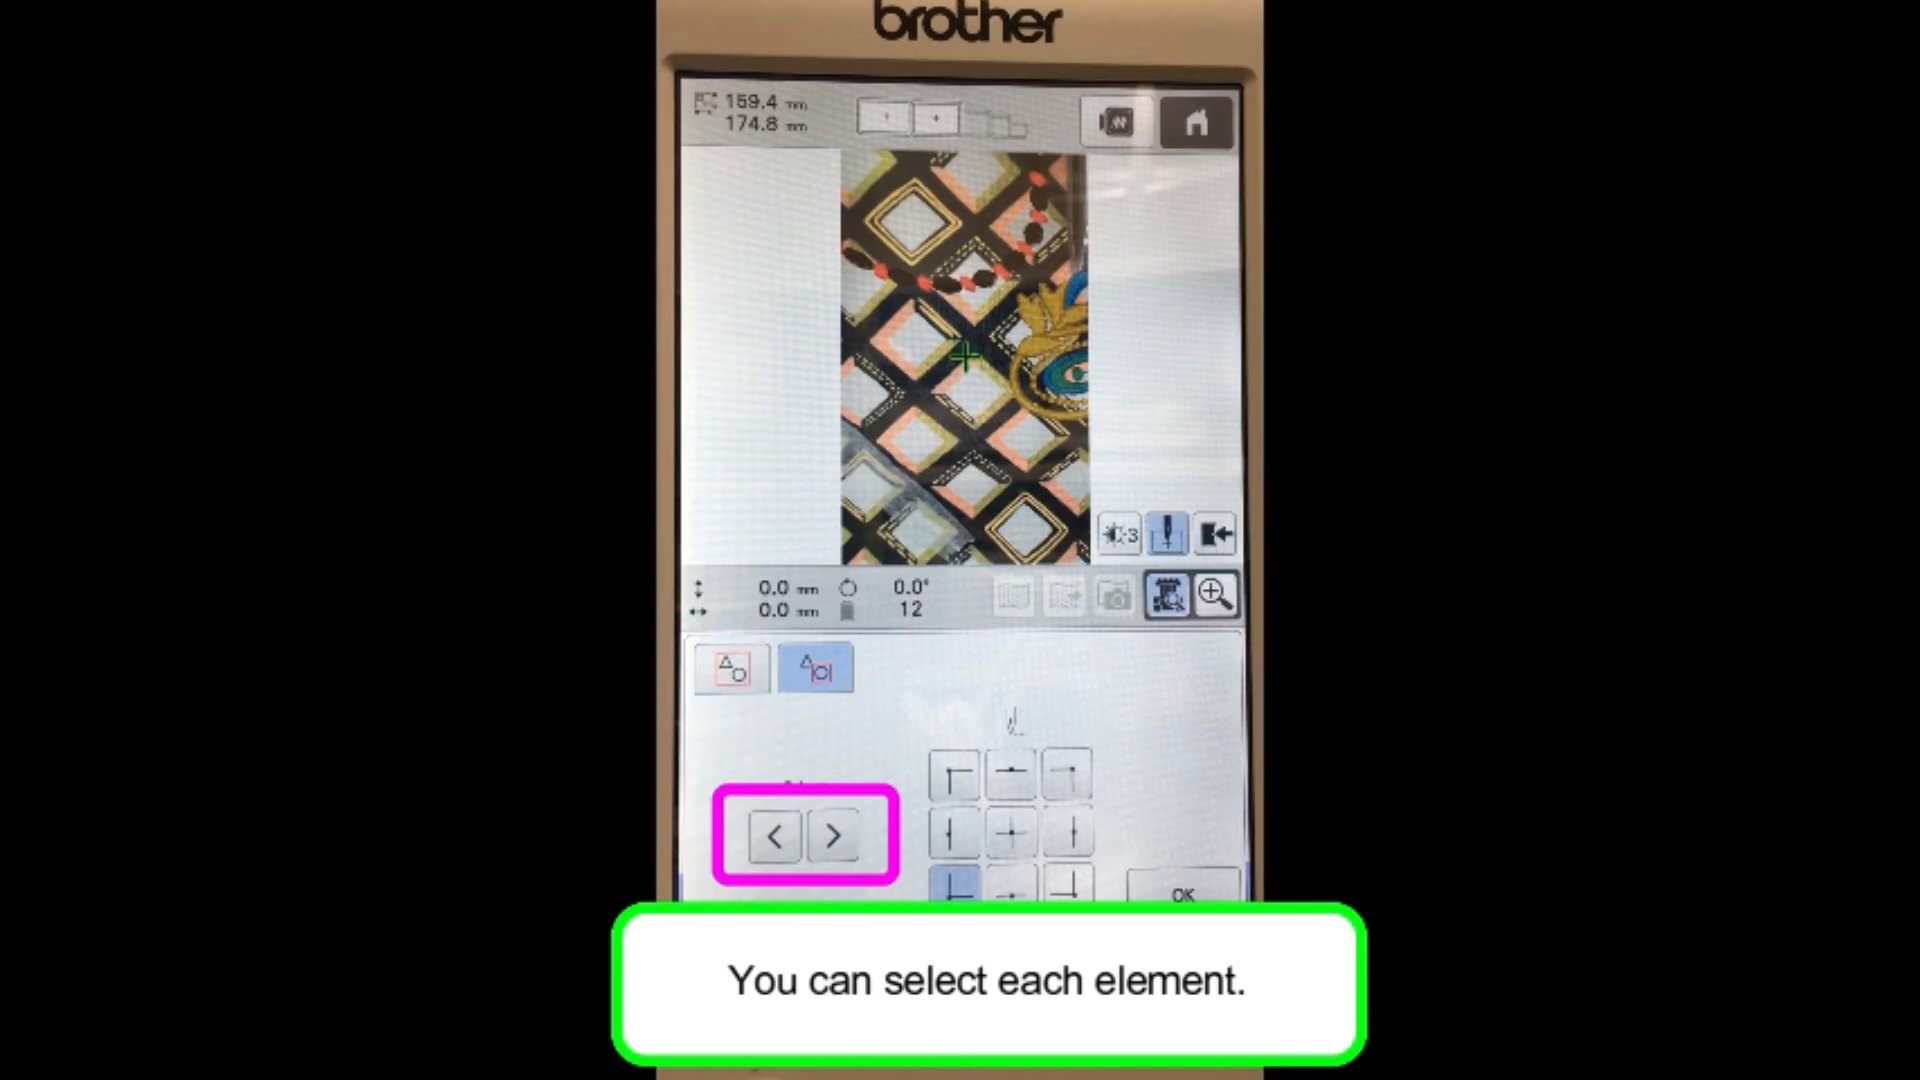 brother
159.4 mm
174.8 mm
3
0.0 mm 0.0°
0.0 mm 12
OK
You can select each element.